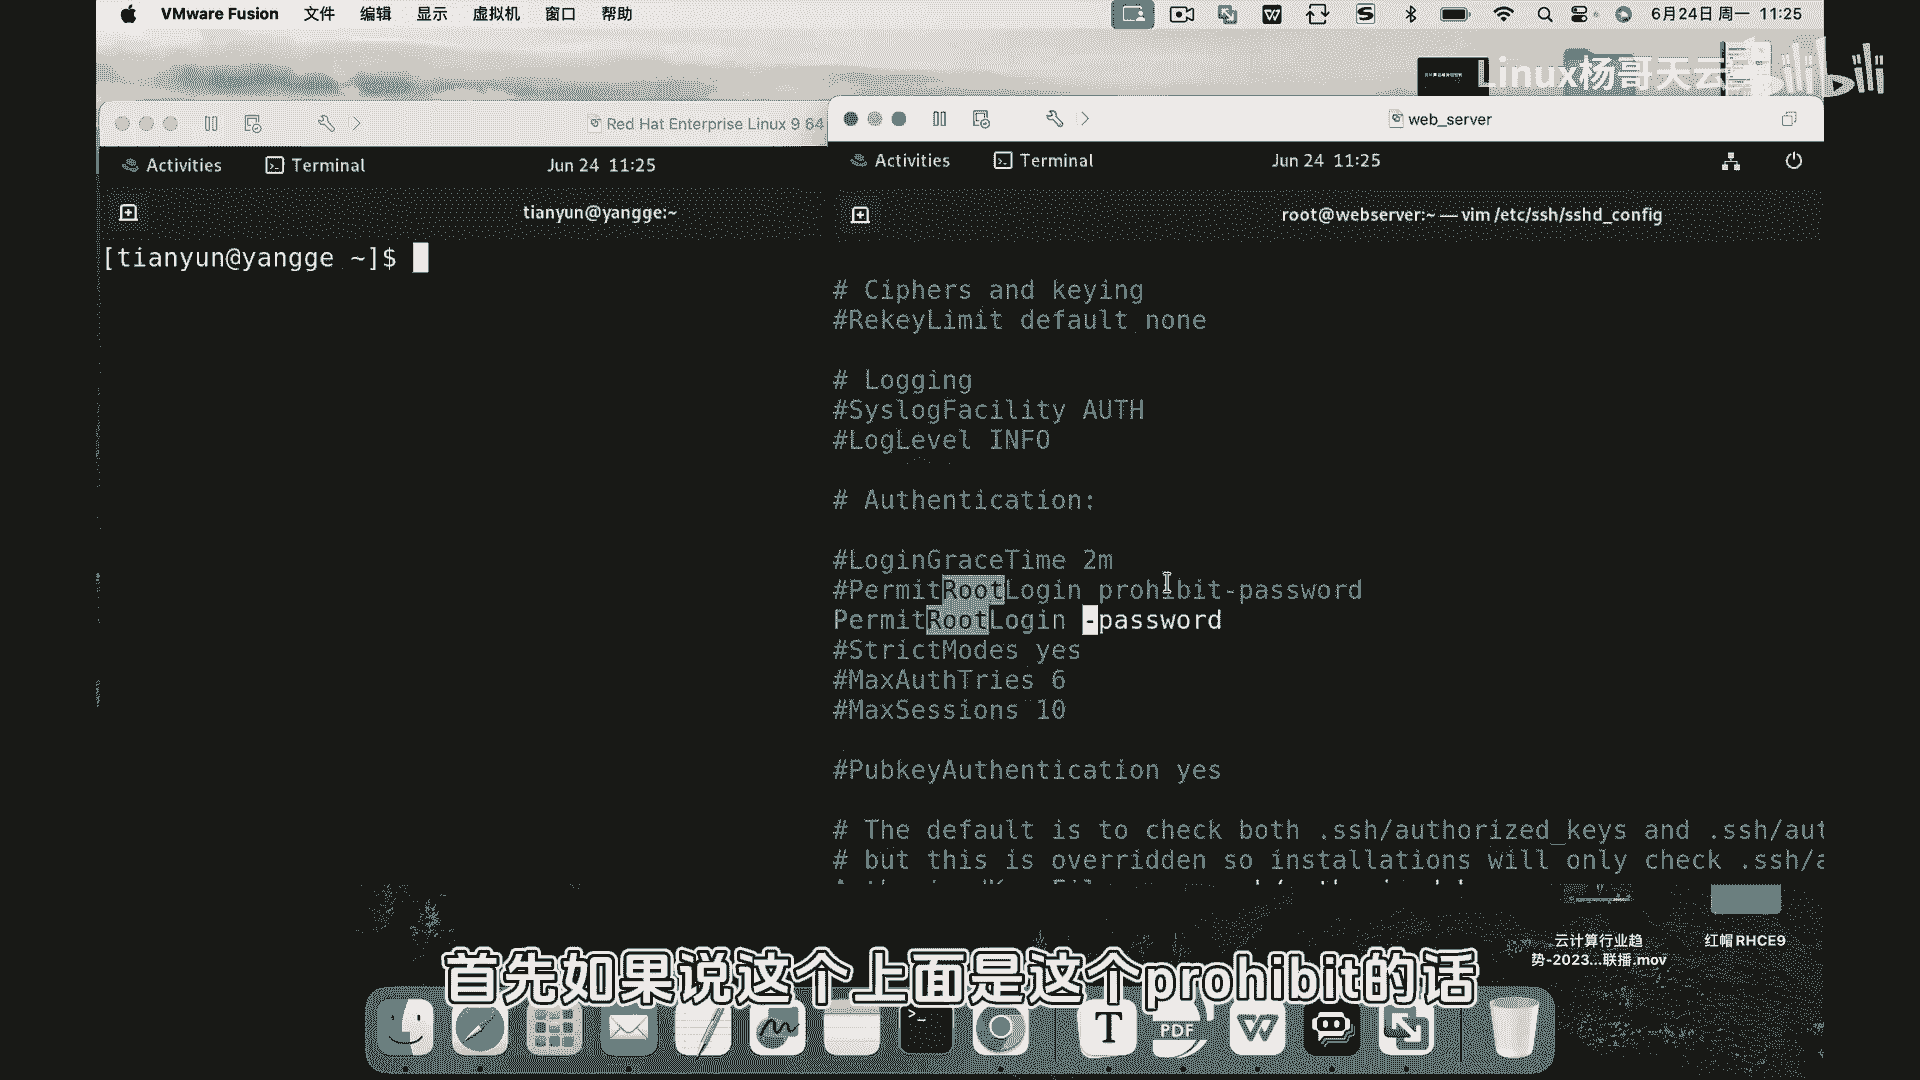 VMware Fusion 文件 编辑 显示 虚拟机 窗口 帮助 6月24日 周一 11:25
Linux杨哥天云 bilibili
Red Hat Enterprise Linux 9 64
web_server
Activities Terminal Jun 24 11:25
Activities Terminal Jun 24 11:25
tianyun@yangge:~
root@webserver:~ — vim /etc/ssh/sshd_config
[tianyun@yangge ~]$
# Ciphers and keying
#RekeyLimit default none
# Logging
#SyslogFacility AUTH
#LogLevel INFO
# Authentication:
#LoginGraceTime 2m
#PermitRootLogin prohibit-password
PermitRootLogin -password
#StrictModes yes
#MaxAuthTries 6
#MaxSessions 10
#PubkeyAuthentication yes
# The default is to check both .ssh/authorized_keys and .ssh/aut
# but this is overridden so installations will only check .ssh/a
云计算行业趋
势-2023...联播.mov
红帽RHCE9
首先如果说这个上面是这个prohibit的话
PDF